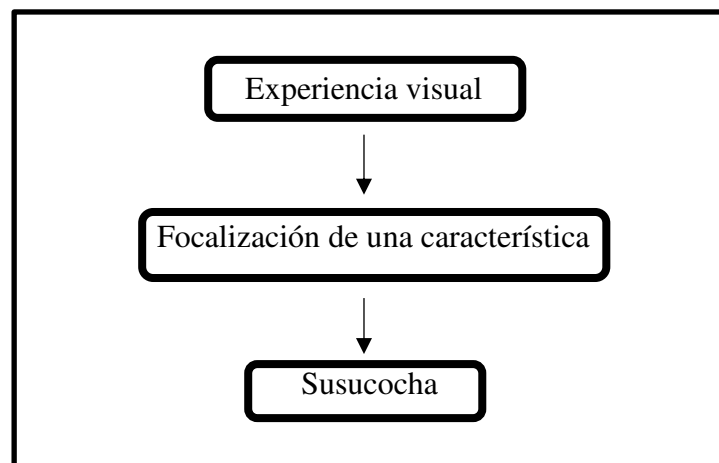 Experiencia visual
Focalización de una característica
Susucocha